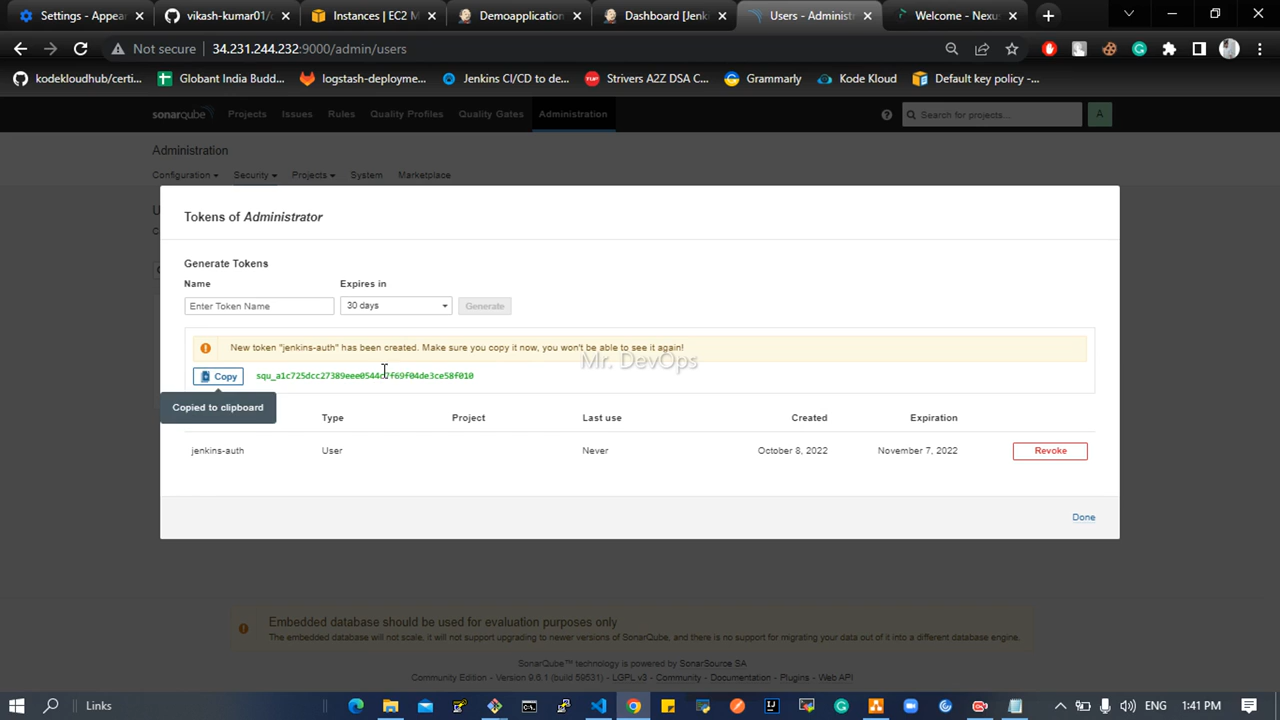 Settings - Appear
vikash-kumar01/
Instances | EC2 M
Demoapplication
Dashboard [Jenk
Users - Administr
Welcome - Nexu
Not secure
34.231.244.232:9000/admin/users
kodekloudhub/certi...
Globant India Budd...
logstash-deployme...
Jenkins CI/CD to de...
Strivers A2Z DSA C...
Grammarly
Kode Kloud
Default key policy -...
sonarqube
Projects
Issues
Rules
Quality Profiles
Quality Gates
Administration
Search for projects...
A
Administration
Configuration
Security
Projects
System
Marketplace
Tokens of Administrator
Generate Tokens
Name
Expires in
Enter Token Name
30 days
Generate
New token "jenkins-auth" has been created. Make sure you copy it now, you won't be able to see it again!
Mr. DevOps
Copy
Copied to clipboard
Type
Project
Last use
Created
Expiration
jenkins-auth
User
Never
October 8, 2022
November 7, 2022
Revoke
Done
Embedded database should be used for evaluation purposes only
The embedded database will not scale, it will not support upgrading to newer versions of SonarQube, and there is no support for migrating your data out of it into a different database engine.
SonarQube™ technology is powered by SonarSource SA
Community Edition - Version 9.6.1 (build 59531) - LGPL v3 - Community - Documentation - Plugins - Web API
Links
ENG
1:41 PM